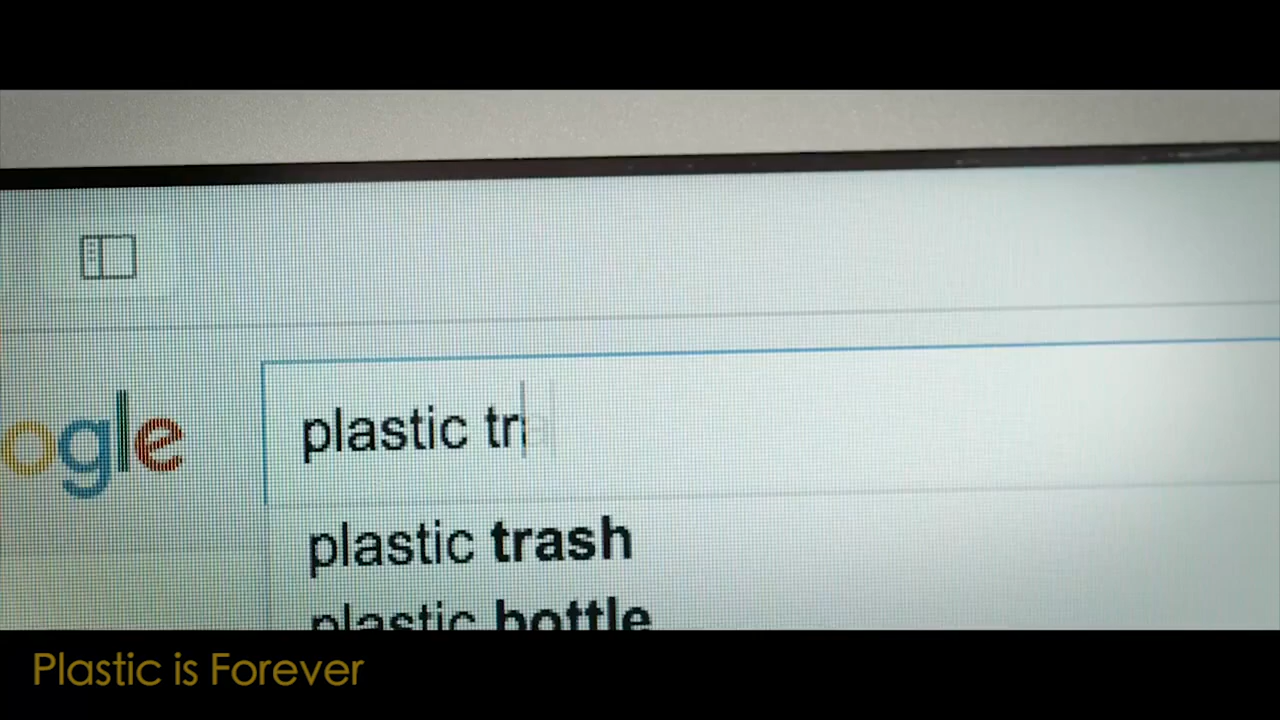 ogle
plastic tr
plastic trash
plastic bottle
Plastic is Forever